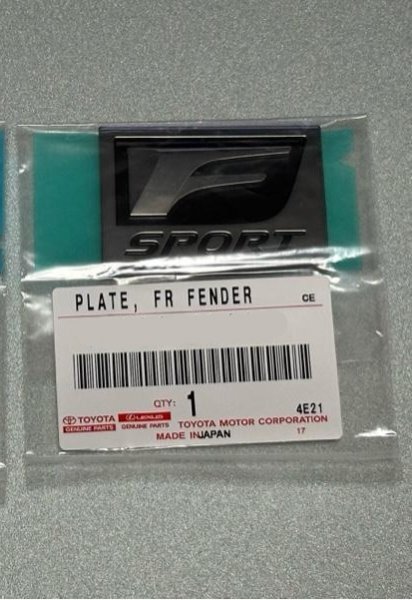 F
SPORT
PLATE, FR FENDER CE
QTY: 1 4E21
TOYOTA LEXUS TOYOTA MOTOR CORPORATION
GENUINE PARTS GENUINE PARTS 17
MADE IN JAPAN